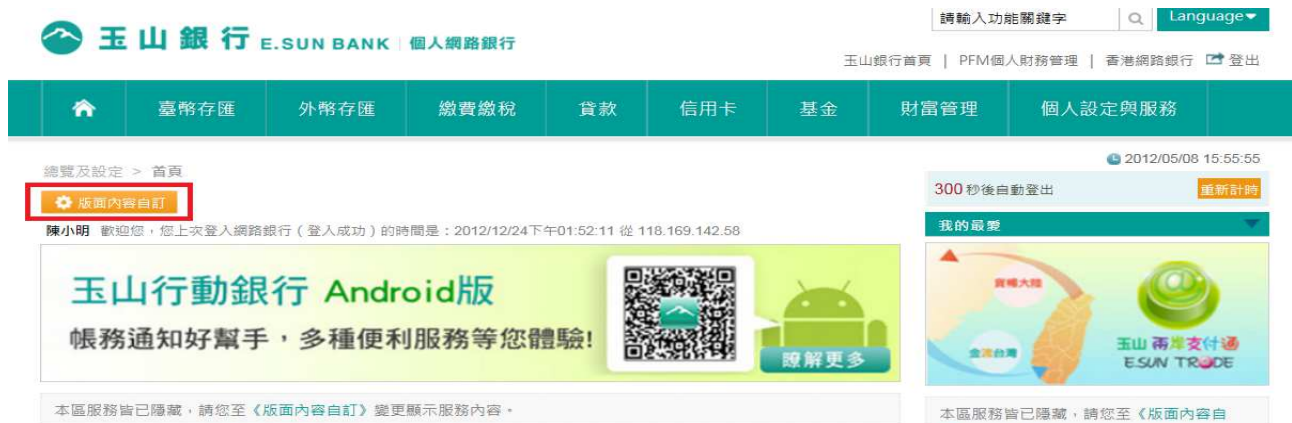 請輸入功能關鍵字
Language▼
玉山銀行 E.SUN BANK 個人網路銀行
玉山銀行首頁 | PFM個人財務管理 | 香港網路銀行 登出
臺幣存匯 外幣存匯 繳費繳稅 貸款 信用卡 基金 財富管理 個人設定與服務
總覽及設定 > 首頁
2012/05/08 15:55:55
版面內容自訂
300 秒後自動登出 重新計時
陳小明 歡迎您，您上次登入網路銀行（登入成功）的時間是：2012/12/24下午01:52:11 從 118.169.142.58
我的最愛
玉山行動銀行 Android版
帳務通知好幫手，多種便利服務等您體驗!
瞭解更多
金流台灣
玉山 兩岸支付通
E.SUN TRADE
本區服務皆已隱藏，請您至《版面內容自訂》變更顯示服務內容。
本區服務皆已隱藏，請您至《版面內容自